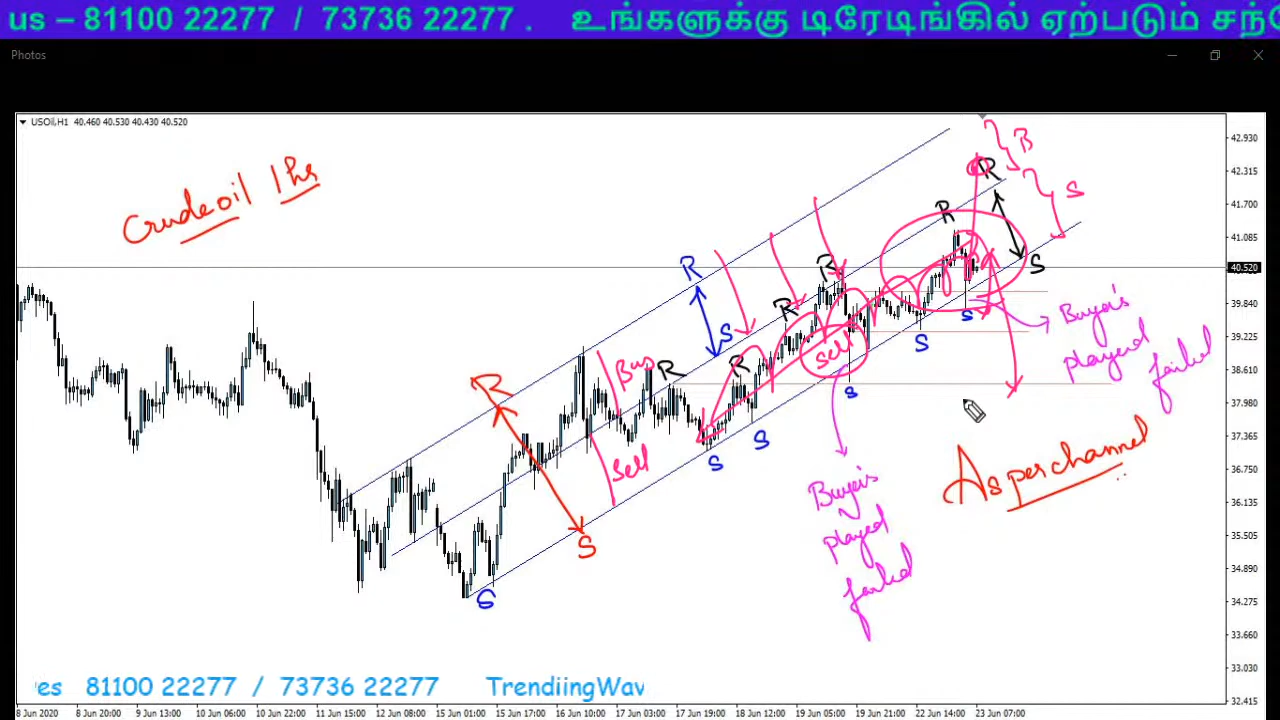 us – 81100 22277 / 73736 22277 . உங்களுக்கு டிரேடிங்கில் ஏற்படும்
Photos
USOil,H1 40.460 40.530 40.430 40.520
Crudeoil 1 hs
42.930
42.315
41.700
41.085
40.520
39.840
39.225
38.610
37.980
37.365
36.750
36.135
35.505
34.890
34.275
33.660
33.030
32.415
B
S
R
R
S
R
R
S
R
R
R
R
S
Buy
Sell
sell
S
S
S
S
S
S
S
Buyer's
played
failed
Buyer's
played
failed
As per channel
es 81100 22277 / 73736 22277 TrendiingWav
8 Jun 2020 8 Jun 20:00 9 Jun 13:00 10 Jun 06:00 10 Jun 22:00 11 Jun 15:00 12 Jun 08:00 15 Jun 01:00 15 Jun 17:00 16 Jun 10:00 17 Jun 03:00 17 Jun 19:00 18 Jun 12:00 19 Jun 05:00 19 Jun 21:00 22 Jun 14:00 23 Jun 07:00